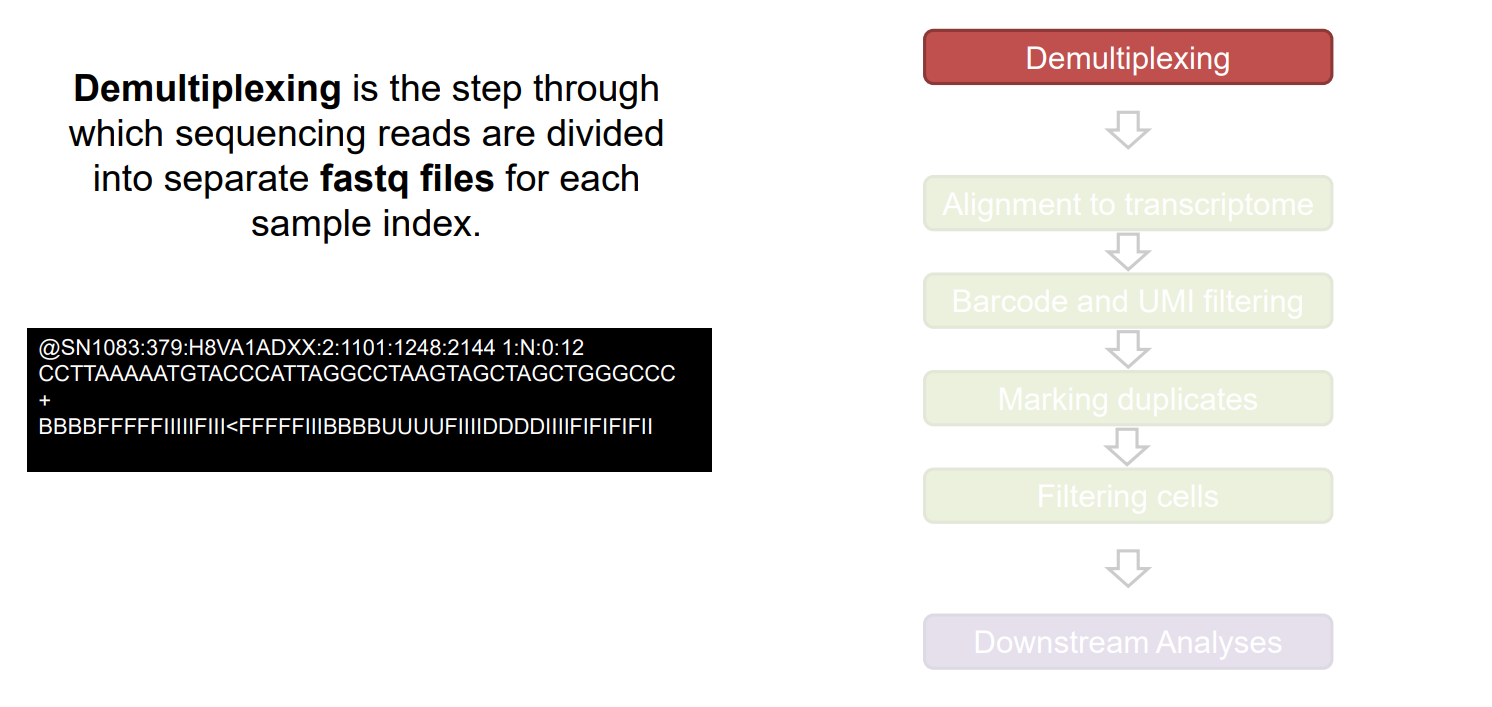 Demultiplexing is the step through
which sequencing reads are divided
into separate fastq files for each
sample index.
@SN1083:379:H8VA1ADXX:2:1101:1248:2144 1:N:0:12
CCTTAAAAATGTACCCATTAGGCCTAAGTAGCTAGCTGGGCCC
+
BBBBFFFFFIIIIIFIII<FFFFFIIIBBBBUUUUFIIIIDDDDIIIIFIFIFIFII
Demultiplexing
Alignment to transcriptome
Barcode and UMI filtering
Marking duplicates
Filtering cells
Downstream Analyses